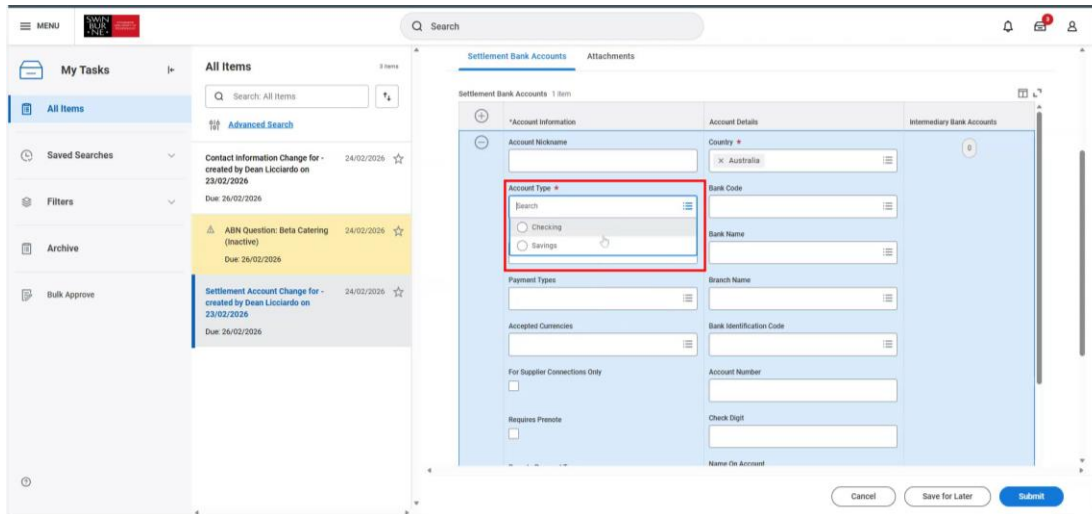 MENU
SWIN
BUR
NE
Search
9
My Tasks
All Items
Saved Searches
Filters
Archive
Bulk Approve
All Items
3 items
Search: All Items
Advanced Search
Contact Information Change for - created by Dean Licciardo on 23/02/2026
24/02/2026
Due: 26/02/2026
ABN Question: Beta Catering (Inactive)
24/02/2026
Due: 26/02/2026
Settlement Account Change for - created by Dean Licciardo on 23/02/2026
24/02/2026
Due: 26/02/2026
Settlement Bank Accounts
Attachments
Settlement Bank Accounts 1 item
*Account Information
Account Details
Intermediary Bank Accounts
Account Nickname
Country *
× Australia
0
Account Type *
Search
Checking
Savings
Bank Code
Bank Name
Payment Types
Branch Name
Accepted Currencies
Bank Identification Code
For Supplier Connections Only
Account Number
Requires Prenote
Check Digit
Name On Account
Cancel
Save for Later
Submit